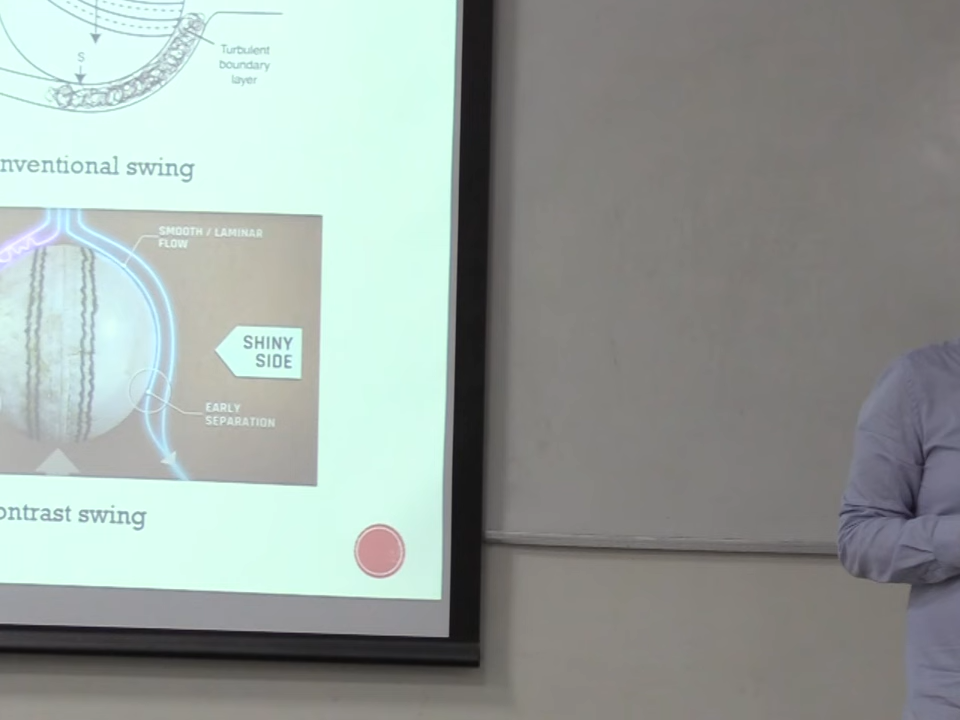 S
Turbulent
boundary
layer
nventional swing
SMOOTH / LAMINAR
FLOW
SHINY
SIDE
EARLY
SEPARATION
ontrast swing